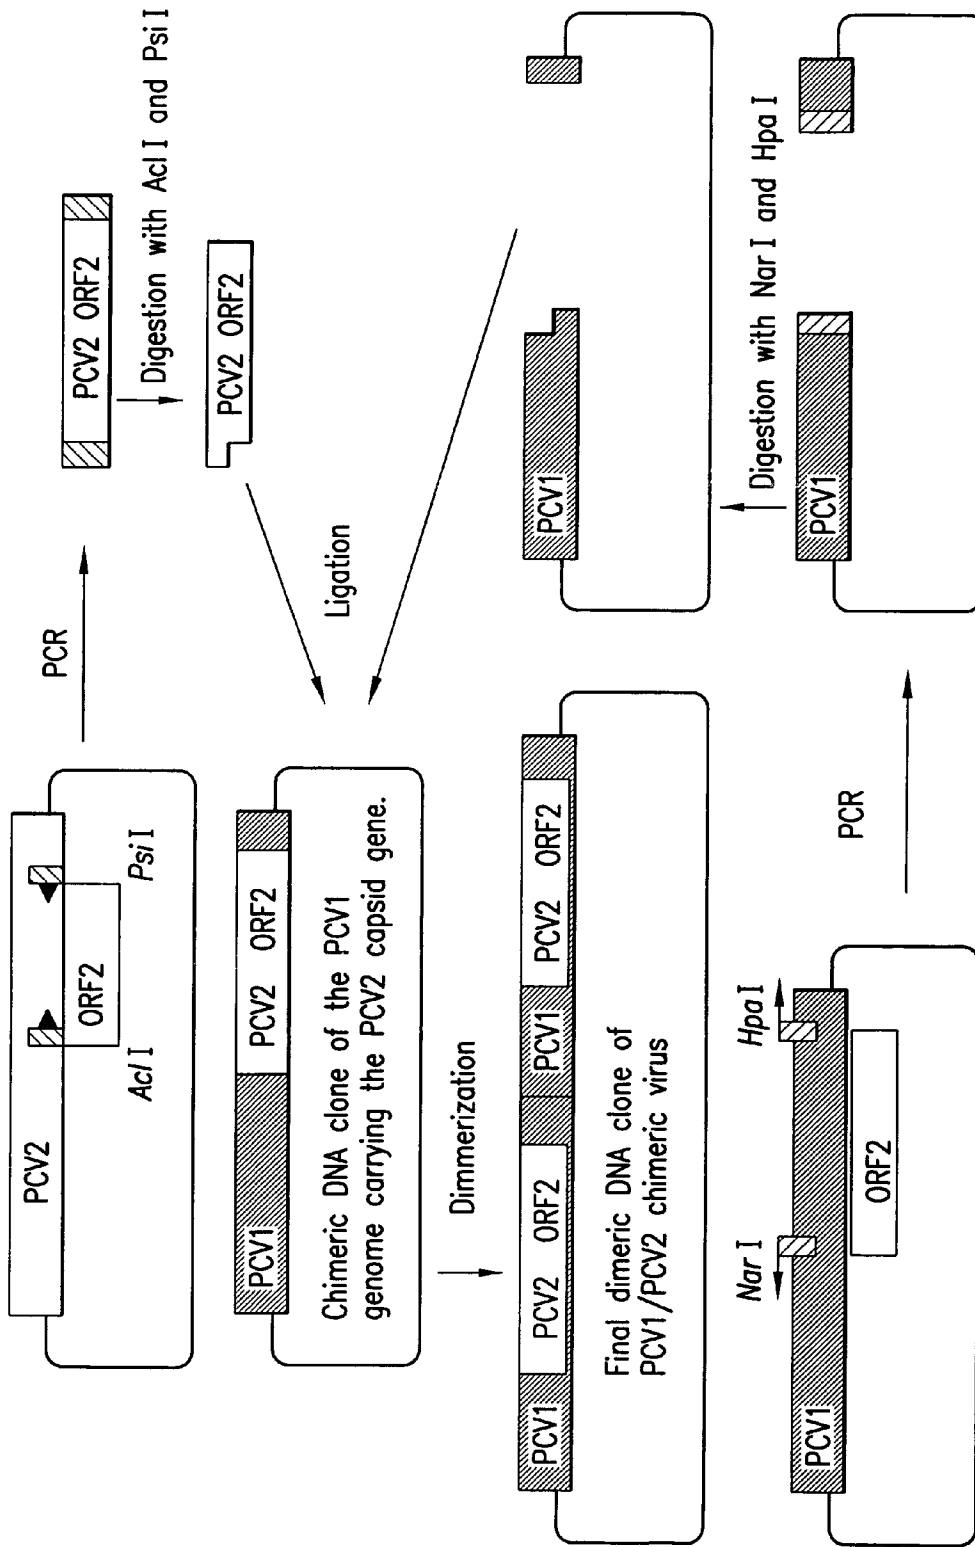 PCV2
Acl I
Psi I
ORF2
PCR
PCV2 ORF2
Digestion with Acl I and Psi I
PCV2 ORF2
Ligation
PCV1
PCV2 ORF2
Chimeric DNA clone of the PCV1
genome carrying the PCV2 capsid gene.
Dimmerization
PCV1
PCV2 ORF2
PCV1
PCV2 ORF2
Final dimeric DNA clone of
PCV1/PCV2 chimeric virus
PCV1
Digestion with Nar I and Hpa I
PCV1
PCR
Nar I
Hpa I
PCV1
ORF2